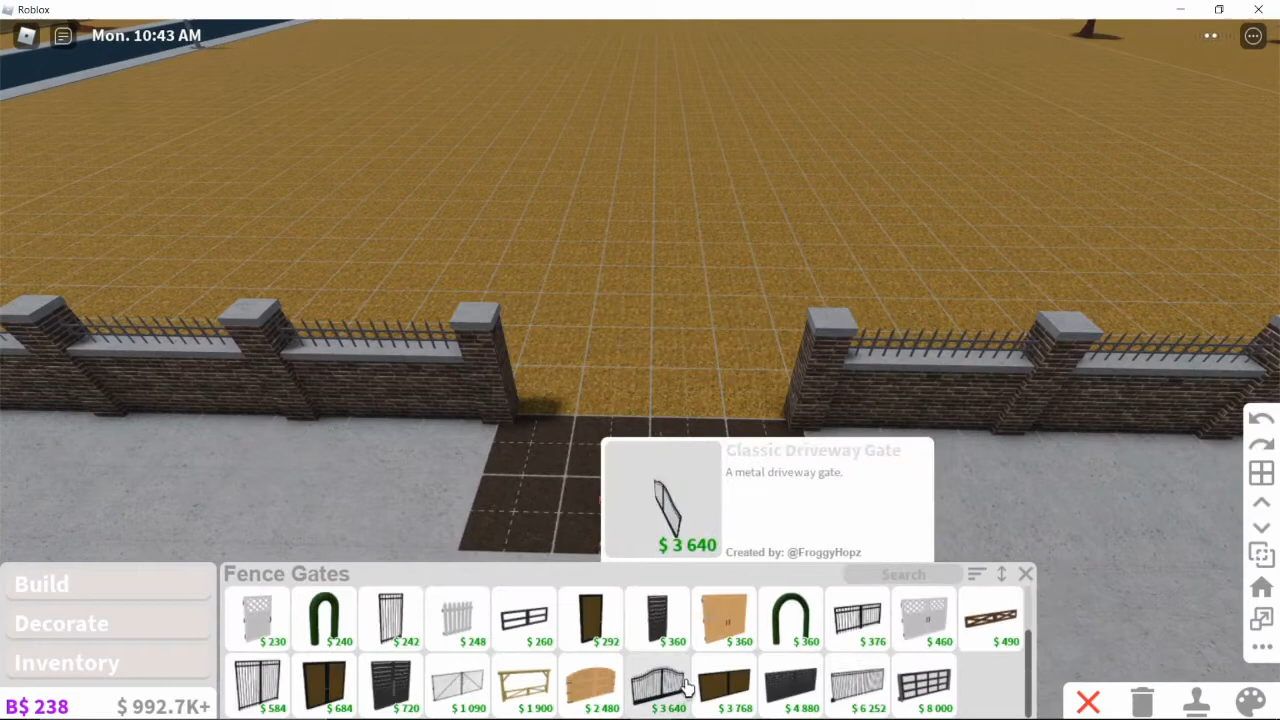 Roblox
Mon. 10:43 AM
Classic Driveway Gate
A metal driveway gate.
$ 3 640
Created by: @FroggyHopz
Build
Decorate
Inventory
B$ 238
$ 992.7K+
Fence Gates
Search
$ 230
$ 240
$ 242
$ 248
$ 260
$ 292
$ 360
$ 360
$ 360
$ 376
$ 460
$ 490
$ 584
$ 684
$ 720
$ 1 090
$ 1 900
$ 2 480
$ 3 640
$ 3 768
$ 4 880
$ 6 252
$ 8 000